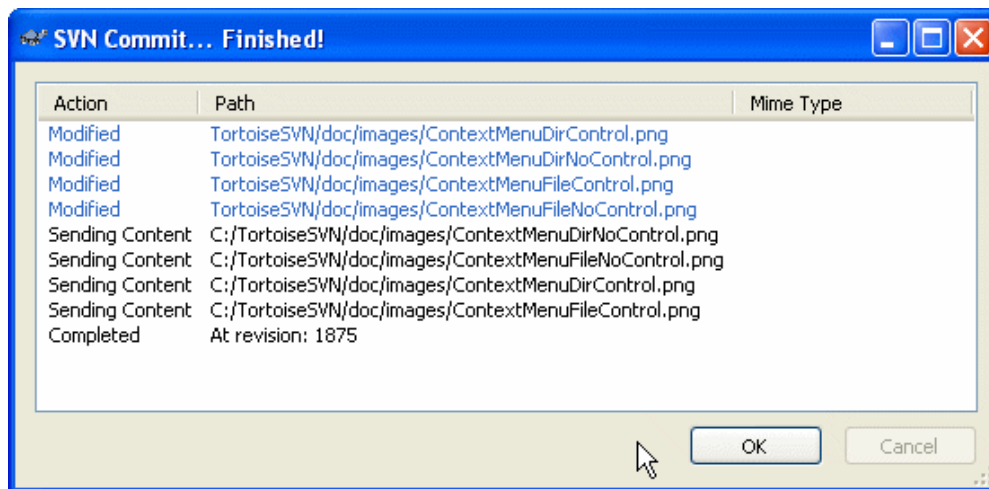 SVN Commit... Finished!
Action Path Mime Type
Modified TortoiseSVN/doc/images/ContextMenuDirControl.png
Modified TortoiseSVN/doc/images/ContextMenuDirNoControl.png
Modified TortoiseSVN/doc/images/ContextMenuFileControl.png
Modified TortoiseSVN/doc/images/ContextMenuFileNoControl.png
Sending Content C:/TortoiseSVN/doc/images/ContextMenuDirNoControl.png
Sending Content C:/TortoiseSVN/doc/images/ContextMenuFileNoControl.png
Sending Content C:/TortoiseSVN/doc/images/ContextMenuDirControl.png
Sending Content C:/TortoiseSVN/doc/images/ContextMenuFileControl.png
Completed At revision: 1875
OK Cancel